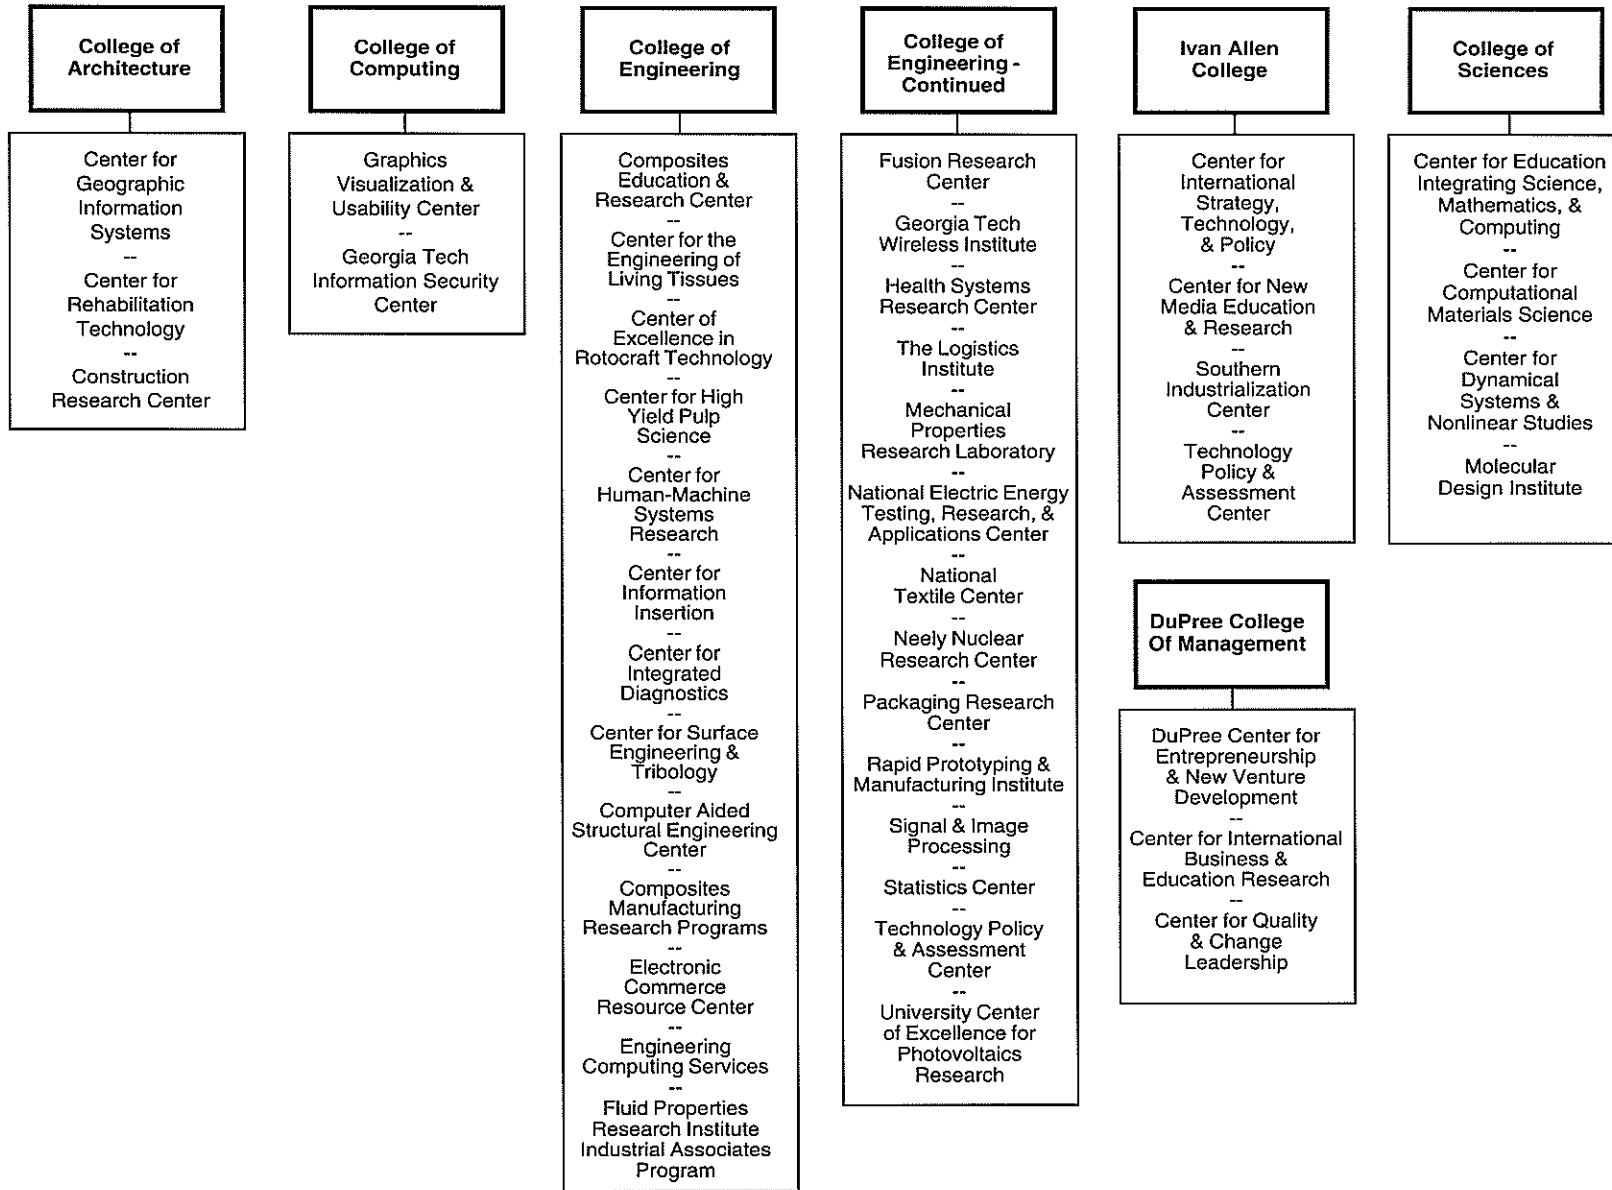 College of
Architecture
Center for
Geographic
Information
Systems
--
Center for
Rehabilitation
Technology
--
Construction
Research Center
College of
Computing
Graphics
Visualization &
Usability Center
--
Georgia Tech
Information Security
Center
College of
Engineering
Composites
Education &
Research Center
--
Center for the
Engineering of
Living Tissues
--
Center of
Excellence in
Rotocraft Technology
--
Center for High
Yield Pulp
Science
--
Center for
Human-Machine
Systems
Research
--
Center for
Information
Insertion
--
Center for
Integrated
Diagnostics
--
Center for Surface
Engineering &
Tribology
--
Computer Aided
Structural Engineering
Center
--
Composites
Manufacturing
Research Programs
--
Electronic
Commerce
Resource Center
--
Engineering
Computing Services
--
Fluid Properties
Research Institute
Industrial Associates
Program
College of
Engineering -
Continued
Fusion Research
Center
--
Georgia Tech
Wireless Institute
--
Health Systems
Research Center
--
The Logistics
Institute
--
Mechanical
Properties
Research Laboratory
--
National Electric Energy
Testing, Research, &
Applications Center
--
National
Textile Center
--
Neely Nuclear
Research Center
--
Packaging Research
Center
--
Rapid Prototyping &
Manufacturing Institute
--
Signal & Image
Processing
--
Statistics Center
--
Technology Policy
& Assessment
Center
--
University Center
of Excellence for
Photovoltaics
Research
Ivan Allen
College
Center for
International
Strategy,
Technology,
& Policy
--
Center for New
Media Education
& Research
--
Southern
Industrialization
Center
--
Technology
Policy &
Assessment
Center
DuPree College
Of Management
DuPree Center for
Entrepreneurship
& New Venture
Development
--
Center for International
Business &
Education Research
--
Center for Quality
& Change
Leadership
College of
Sciences
Center for Education
Integrating Science,
Mathematics, &
Computing
--
Center for
Computational
Materials Science
--
Center for
Dynamical
Systems &
Nonlinear Studies
--
Molecular
Design Institute